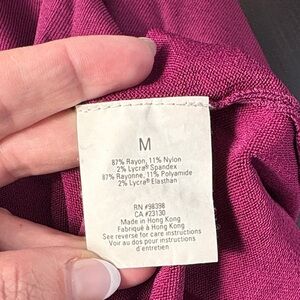 M
87% Rayon, 11% Nylon
2% Lycra® Spandex
87% Rayonne, 11% Polyamide
2% Lycra® Elasthan
RN #98398
CA #23130
Made in Hong Kong
Fabriqué à Hong Kong
See reverse for care instructions
Voir au dos pour instructions
d'entretien